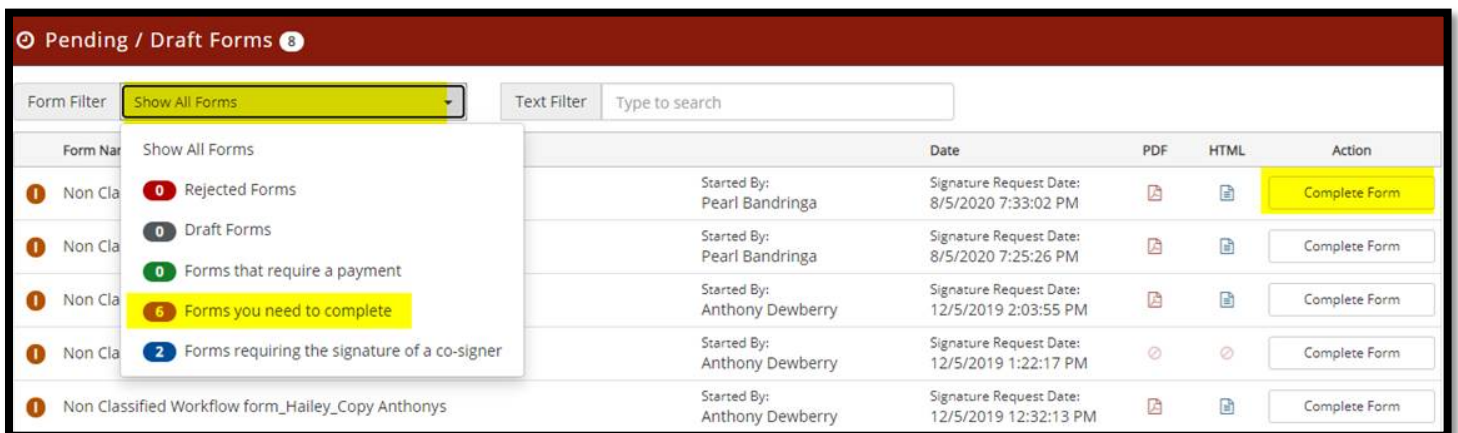 Pending / Draft Forms 8
Form Filter Show All Forms Text Filter Type to search
Form Nar Date PDF HTML Action
Show All Forms
0 Rejected Forms
0 Draft Forms
0 Forms that require a payment
6 Forms you need to complete
2 Forms requiring the signature of a co-signer
Non Cla Started By: Signature Request Date: Complete Form
Pearl Bandringa 8/5/2020 7:33:02 PM
Non Cla Started By: Signature Request Date: Complete Form
Pearl Bandringa 8/5/2020 7:25:26 PM
Non Cla Started By: Signature Request Date: Complete Form
Anthony Dewberry 12/5/2019 2:03:55 PM
Non Cla Started By: Signature Request Date: Complete Form
Anthony Dewberry 12/5/2019 1:22:17 PM
Non Classified Workflow form_Hailey_Copy Anthonys Started By: Signature Request Date: Complete Form
Anthony Dewberry 12/5/2019 12:32:13 PM